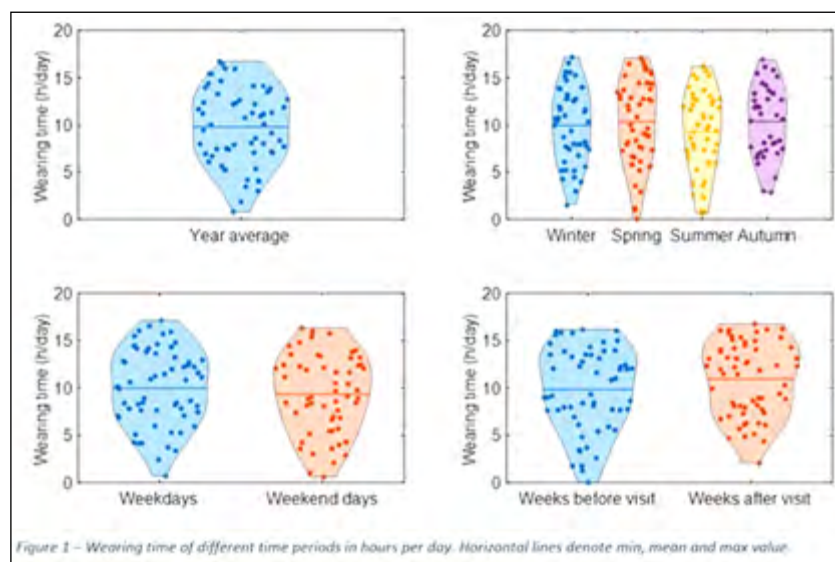 20
15
10
5
0
Wearing time (h/day)
Year average
20
15
10
5
0
Wearing time (h/day)
Winter Spring Summer Autumn
20
15
10
5
0
Wearing time (h/day)
Weekdays Weekend days
20
15
10
5
0
Wearing time (h/day)
Weeks before visit Weeks after visit
Figure 1 – Wearing time of different time periods in hours per day. Horizontal lines denote min, mean and max value.